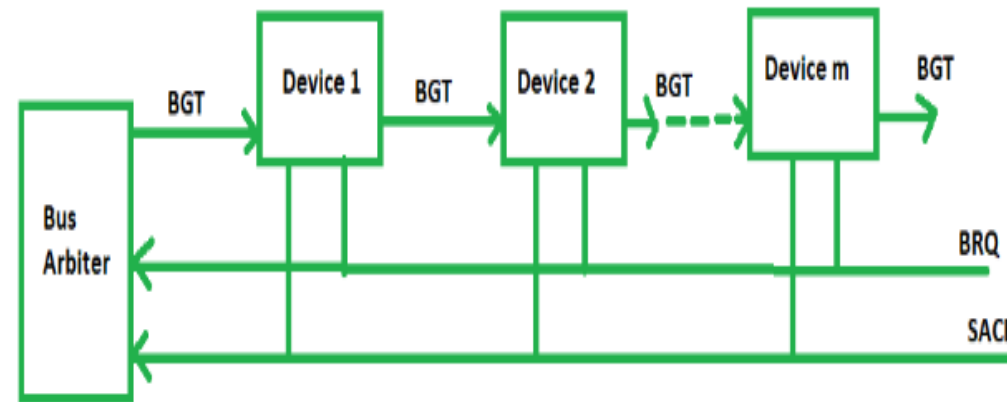 Device 1
Device 2
Device m
BGT
BGT
BGT
BGT
Bus
Arbiter
BRQ